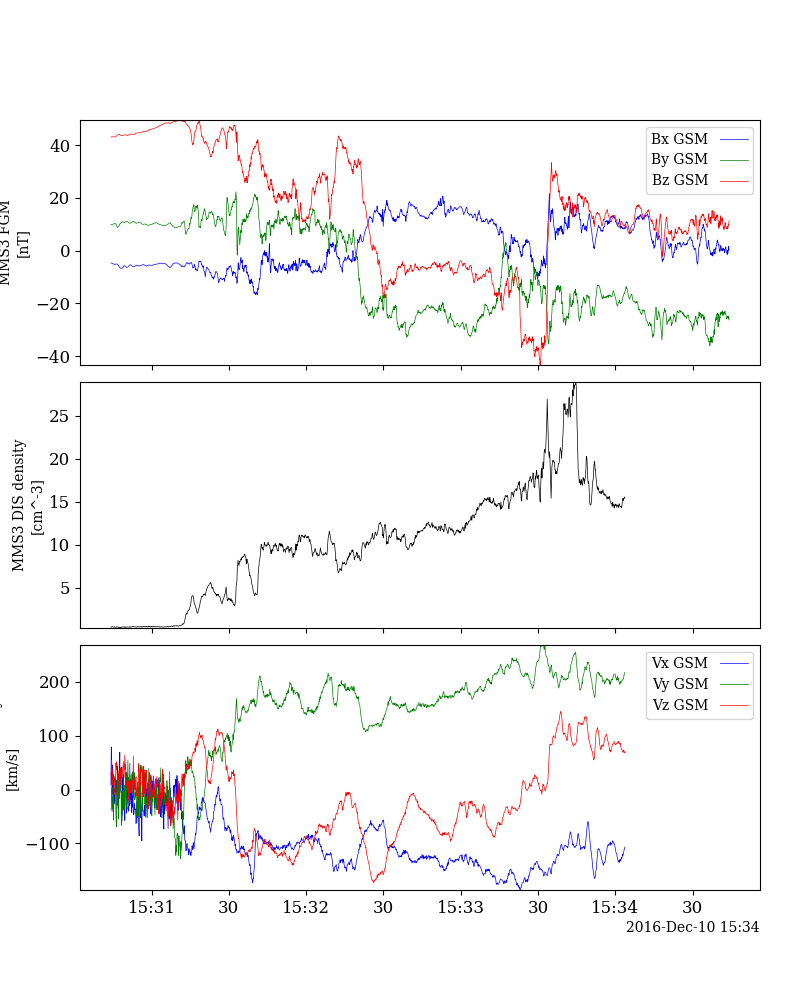 40
20
0
−20
−40
MMS3 FGM
[nT]
Bx GSM
By GSM
Bz GSM
25
20
15
10
5
MMS3 DIS density
[cm^-3]
200
100
0
−100
[km/s]
Vx GSM
Vy GSM
Vz GSM
15:31 30 15:32 30 15:33 30 15:34 30
2016-Dec-10 15:34